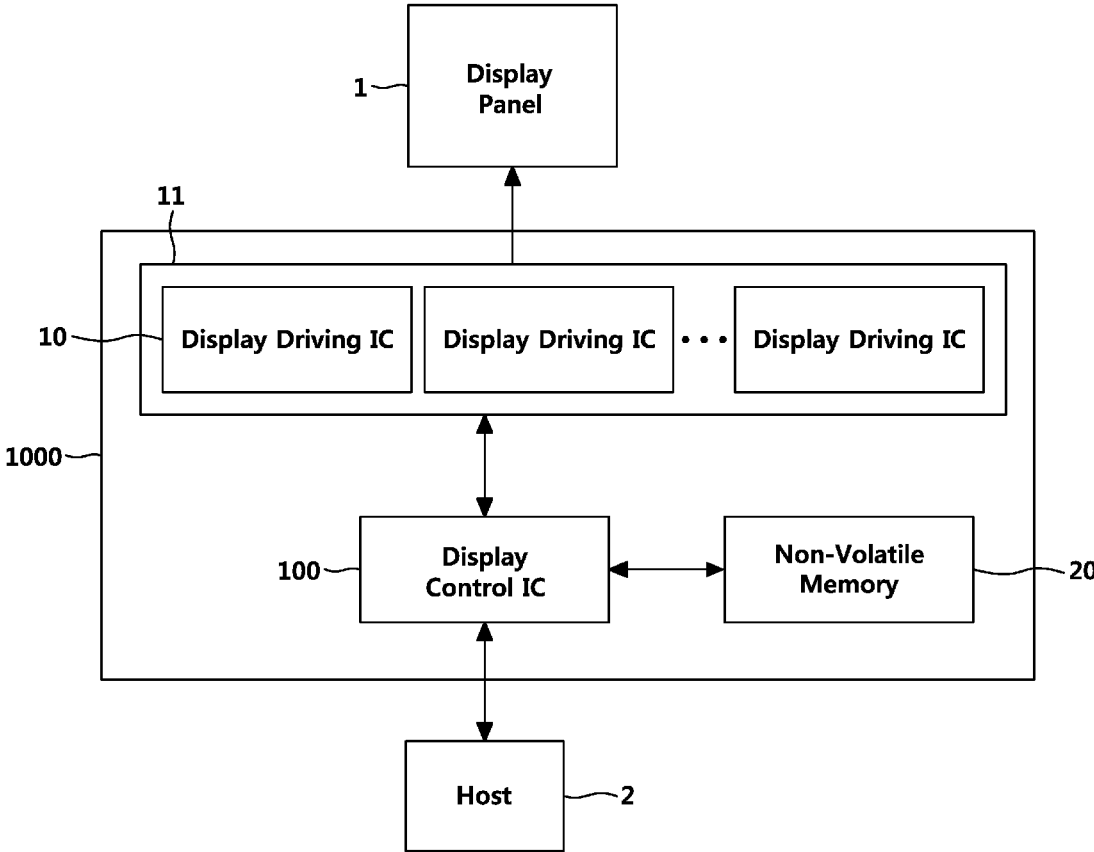 Display
Panel
1
11
10
Display Driving IC
Display Driving IC
•••
Display Driving IC
1000
100
Display
Control IC
Non-Volatile
Memory
20
Host
2